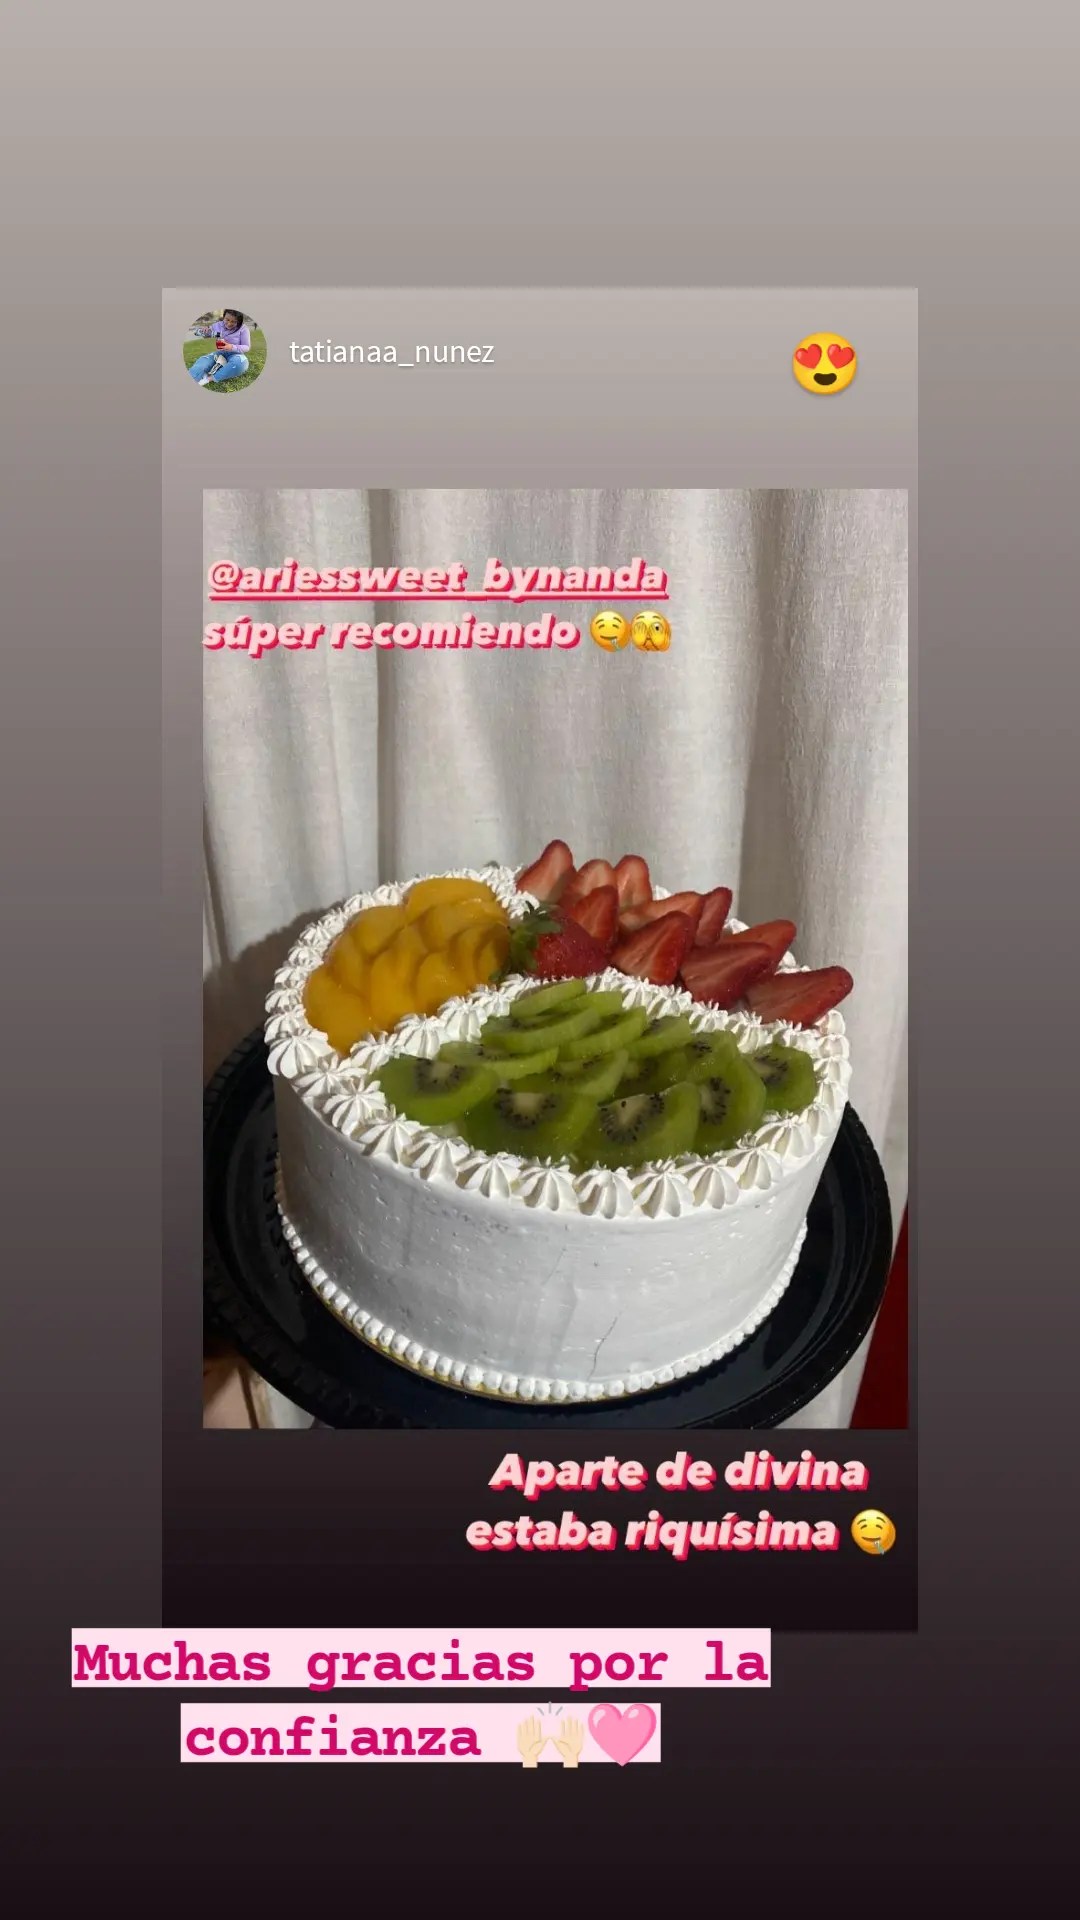 tatianaa_nunez
😍
@ariessweet_bynanda
súper recomiendo 🤤🫣
Aparte de divina
estaba riquísima 🤤
Muchas gracias por la
confianza 🙌🏻🩷